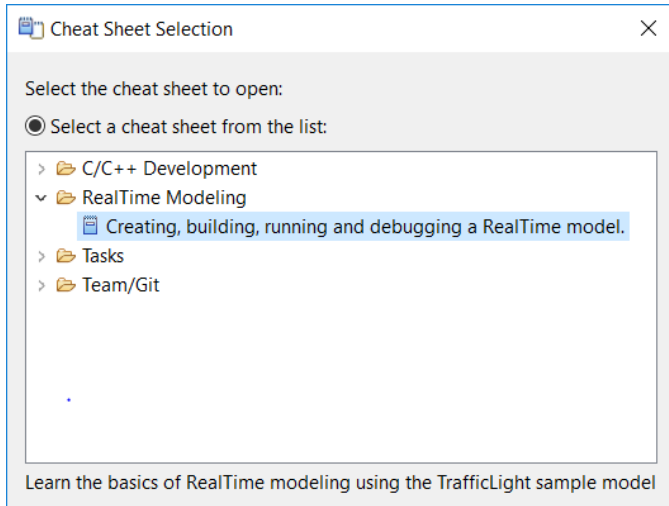 Cheat Sheet Selection
Select the cheat sheet to open:
Select a cheat sheet from the list:
C/C++ Development
RealTime Modeling
Creating, building, running and debugging a RealTime model.
Tasks
Team/Git
Learn the basics of RealTime modeling using the TrafficLight sample model